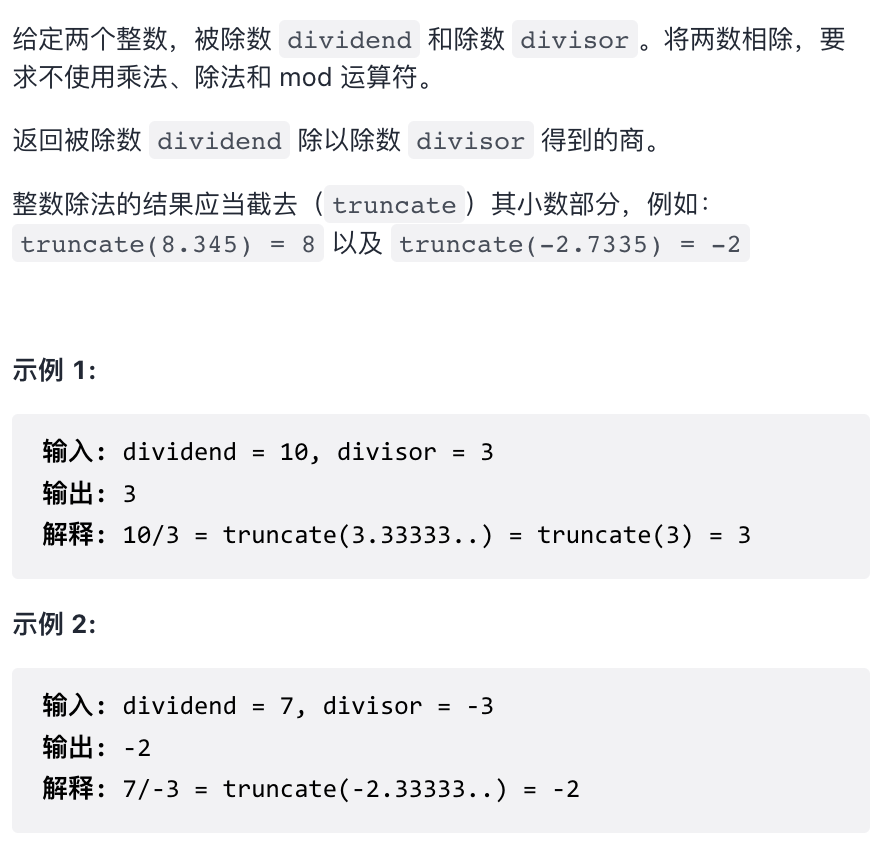 给定两个整数，被除数 dividend 和除数 divisor。将两数相除，要
求不使用乘法、除法和 mod 运算符。
返回被除数 dividend 除以除数 divisor 得到的商。
整数除法的结果应当截去（truncate）其小数部分，例如：
truncate(8.345) = 8 以及 truncate(-2.7335) = -2
示例 1:
输入: dividend = 10, divisor = 3
输出: 3
解释: 10/3 = truncate(3.33333..) = truncate(3) = 3
示例 2:
输入: dividend = 7, divisor = -3
输出: -2
解释: 7/-3 = truncate(-2.33333..) = -2